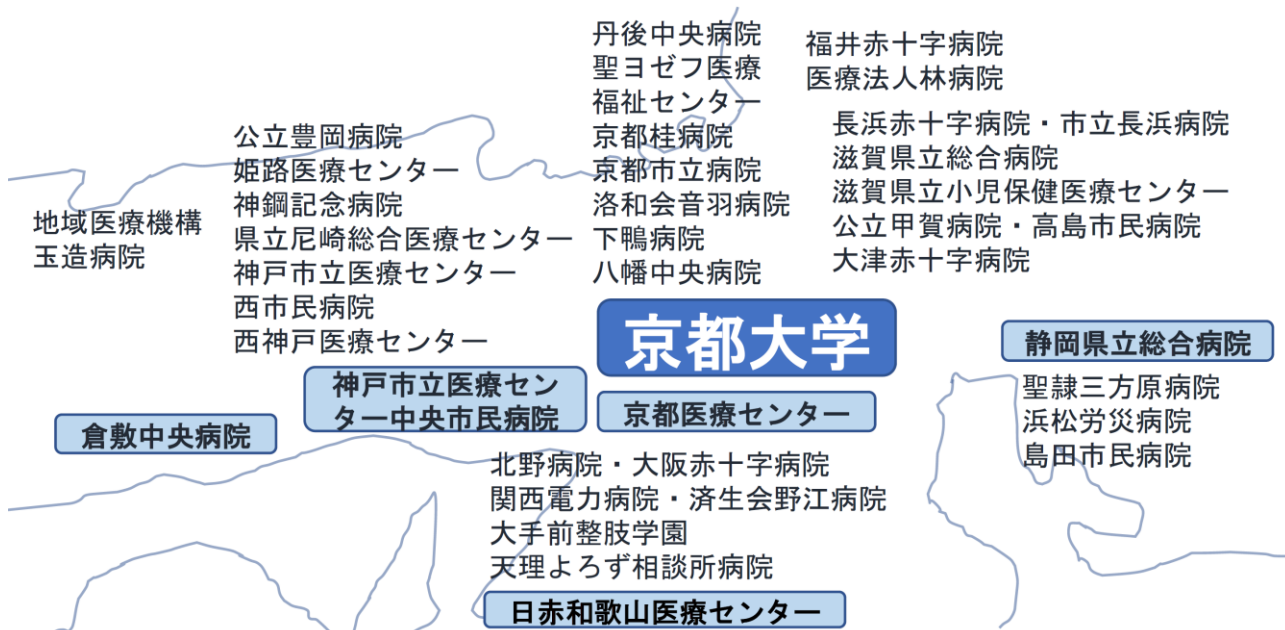 丹後中央病院
聖ヨゼフ医療
福祉センター
京都桂病院
京都市立病院
洛和会音羽病院
下鴨病院
八幡中央病院
福井赤十字病院
医療法人林病院
長浜赤十字病院・市立長浜病院
滋賀県立総合病院
滋賀県立小児保健医療センター
公立甲賀病院・高島市民病院
大津赤十字病院
公立豊岡病院
姫路医療センター
神鋼記念病院
県立尼崎総合医療センター
神戸市立医療センター
西市民病院
西神戸医療センター
地域医療機構
玉造病院
京都大学
静岡県立総合病院
聖隷三方原病院
浜松労災病院
島田市民病院
神戸市立医療セン
ター中央市民病院
京都医療センター
倉敷中央病院
北野病院・大阪赤十字病院
関西電力病院・済生会野江病院
大手前整肢学園
天理よろず相談所病院
日赤和歌山医療センター